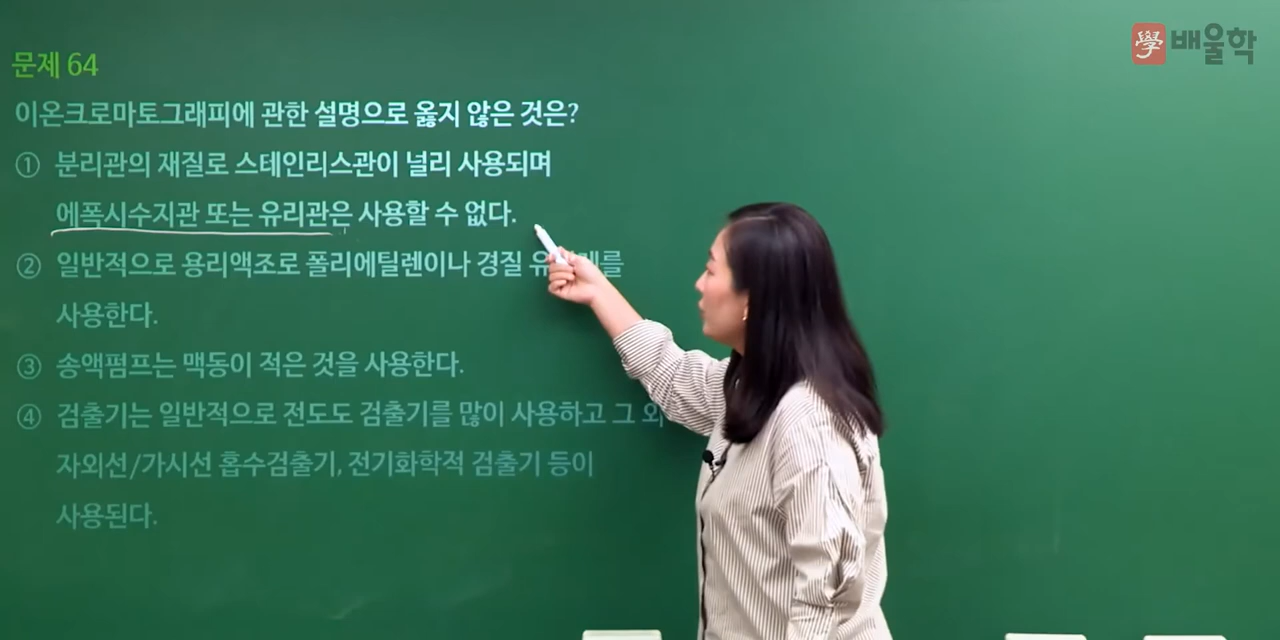 學 배울학
문제 64
이온크로마토그래피에 관한 설명으로 옳지 않은 것은?
① 분리관의 재질로 스테인리스관이 널리 사용되며
에폭시수지관 또는 유리관은 사용할 수 없다.
② 일반적으로 용리액조로 폴리에틸렌이나 경질 를
사용한다.
③ 송액펌프는 맥동이 적은 것을 사용한다.
④ 검출기는 일반적으로 전도도 검출기를 많이 사용하고 그 외
자외선/가시선 흡수검출기, 전기화학적 검출기 등이
사용된다.